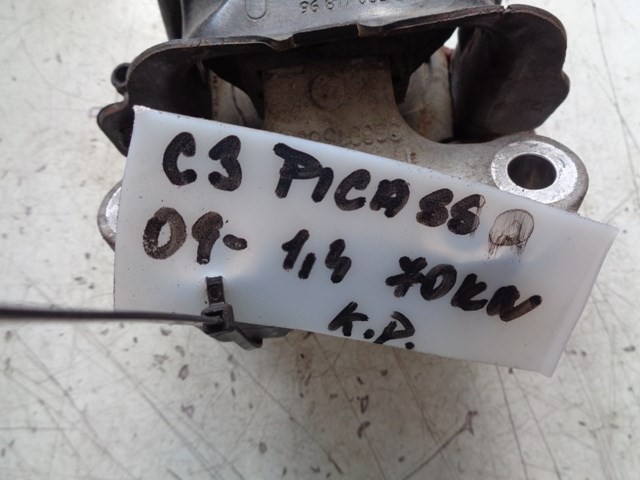 C3 PICASSO
09- 1,4 70KW
K.P.